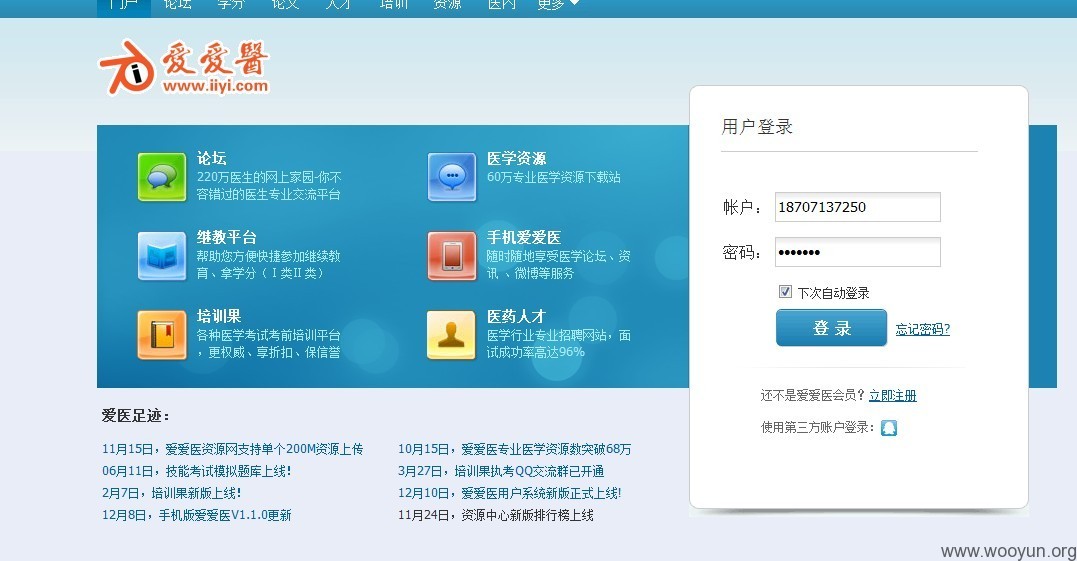 门户 论坛 学分 论文 人才 培训 资源 医内 更多
爱爱醫
www.iiyi.com
用户登录
论坛
220万医生的网上家园-你不
容错过的医生专业交流平台
医学资源
60万专业医学资源下载站
帐户：
18707137250
继教平台
帮助您方便快捷参加继续教
育、拿学分（Ⅰ类Ⅱ类）
手机爱爱医
随时随地享受医学论坛、资
讯 、微博等服务
密码：
•••••••
下次自动登录
登 录
忘记密码?
培训果
各种医学考试考前培训平台
，更权威、享折扣、保信誉
医药人才
医学行业专业招聘网站，面
试成功率高达96%
还不是爱爱医会员？立即注册
使用第三方账户登录：
爱医足迹：
11月15日，爱爱医资源网支持单个200M资源上传
10月15日，爱爱医专业医学资源数突破68万
06月11日，技能考试模拟题库上线！
3月27日，培训果执考QQ交流群已开通
2月7日，培训果新版上线！
12月10日，爱爱医用户系统新版正式上线!
12月8日，手机版爱爱医V1.1.0更新
11月24日，资源中心新版排行榜上线
www.wooyun.org